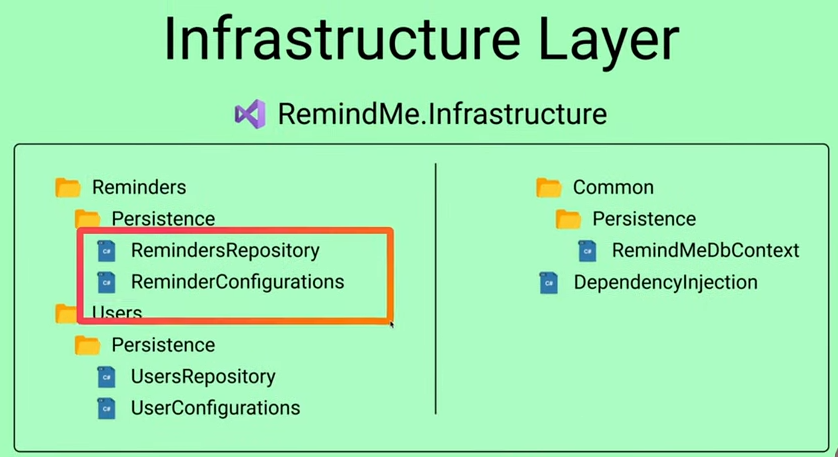 Infrastructure Layer
RemindMe.Infrastructure
Reminders
Persistence
RemindersRepository
ReminderConfigurations
Users
Persistence
UsersRepository
UserConfigurations
Common
Persistence
RemindMeDbContext
DependencyInjection